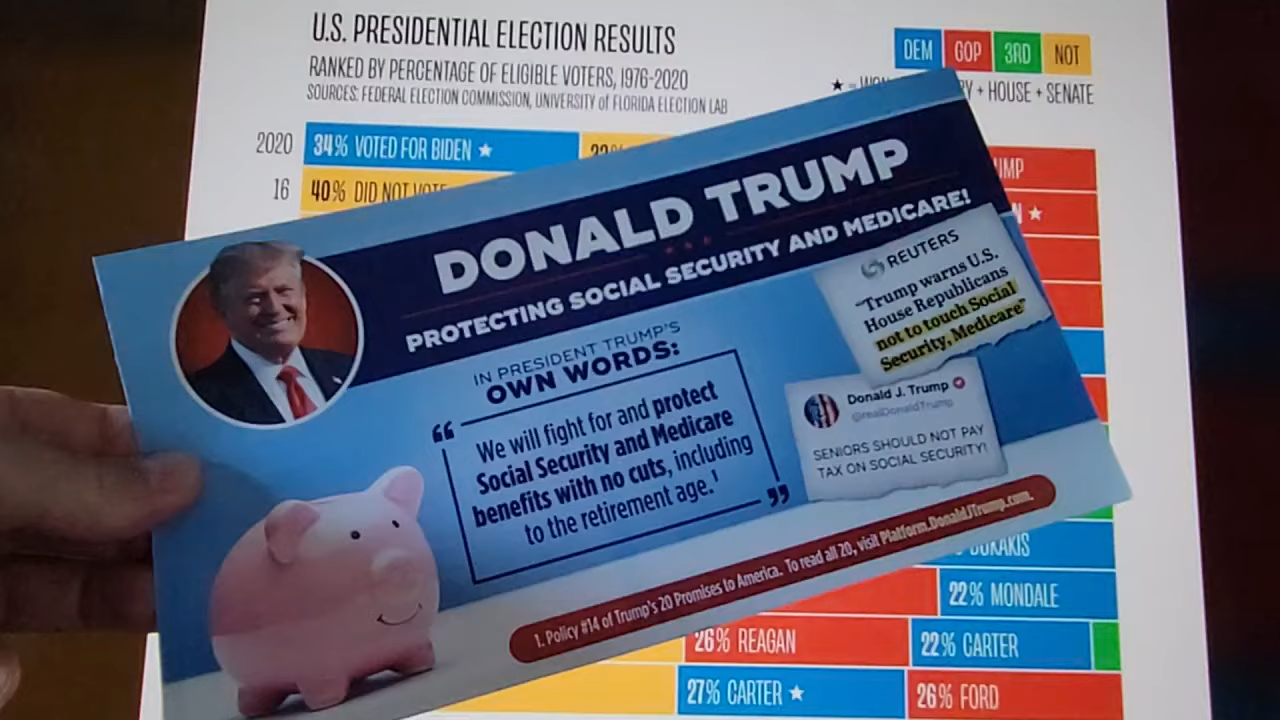 U.S. PRESIDENTIAL ELECTION RESULTS
RANKED BY PERCENTAGE OF ELIGIBLE VOTERS, 1976-2020
SOURCES: FEDERAL ELECTION COMMISSION, UNIVERSITY of FLORIDA ELECTION LAB
DEM GOP 3RD NOT
★ =
+ HOUSE + SENATE
2020 34% VOTED FOR BIDEN ★
16 40% DID NOT VOTE
DONALD TRUMP
PROTECTING SOCIAL SECURITY AND MEDICARE!
IN PRESIDENT TRUMP'S
OWN WORDS:
“We will fight for and protect
Social Security and Medicare
benefits with no cuts, including
to the retirement age.¹”
REUTERS
“Trump warns U.S.
House Republicans
not to touch Social
Security, Medicare”
Donald J. Trump
@realDonaldTrump
SENIORS SHOULD NOT PAY
TAX ON SOCIAL SECURITY!
1. Policy #14 of Trump's 20 Promises to America. To read all 20, visit Platform.DonaldJTrump.com.
22% MONDALE
26% REAGAN 22% CARTER
27% CARTER ★ 26% FORD